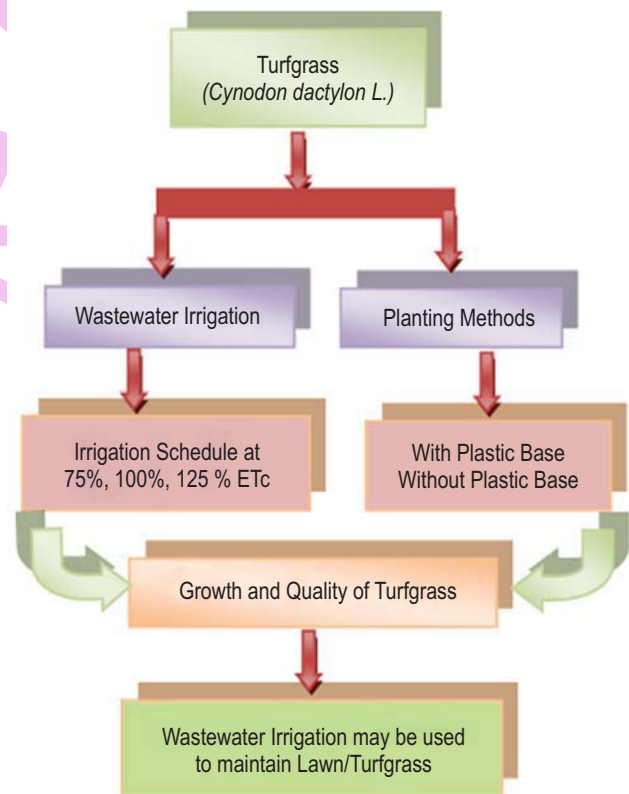 Turfgrass
(Cynodon dactylon L.)
Wastewater Irrigation
Planting Methods
Irrigation Schedule at
75%, 100%, 125 % ETc
With Plastic Base
Without Plastic Base
Growth and Quality of Turfgrass
Wastewater Irrigation may be used
to maintain Lawn/Turfgrass